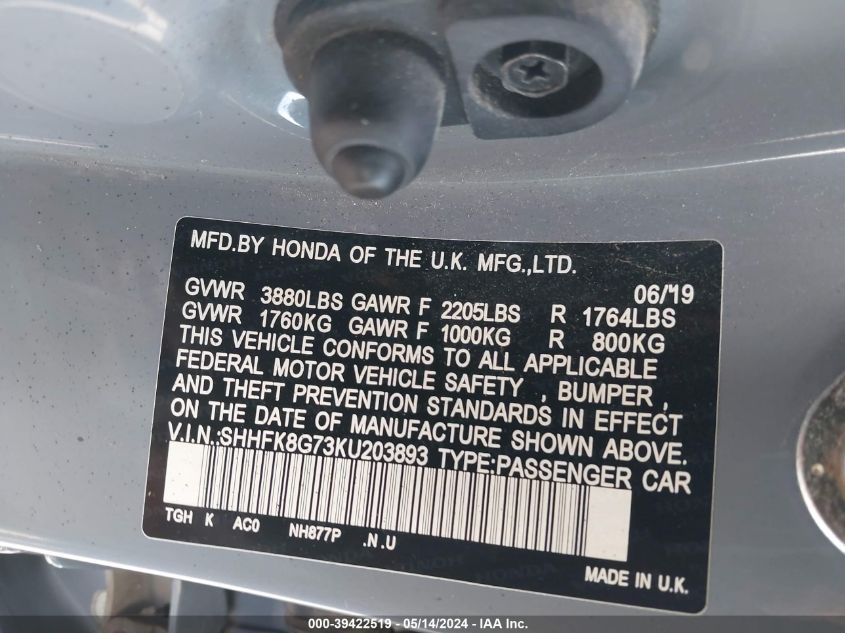 MFD.BY HONDA OF THE U.K. MFG.,LTD.
06/'19
GVWR 3880LBS GAWR F 2205LBS R 1764LBS
GVWR 1760KG GAWR F 1000KG R 800KG
THIS VEHICLE CONFORMS TO ALL APPLICABLE
FEDERAL MOTOR VEHICLE SAFETY , BUMPER ,
AND THEFT PREVENTION STANDARDS IN EFFECT
ON THE DATE OF MANUFACTURE SHOWN ABOVE.
V.I.N.:SHHFK8G73KU203893 TYPE:PASSENGER CAR
TGH K AC0 NH877P .N.U
MADE IN U.K.
000-39422519 - 05/14/2024 - IAA Inc.